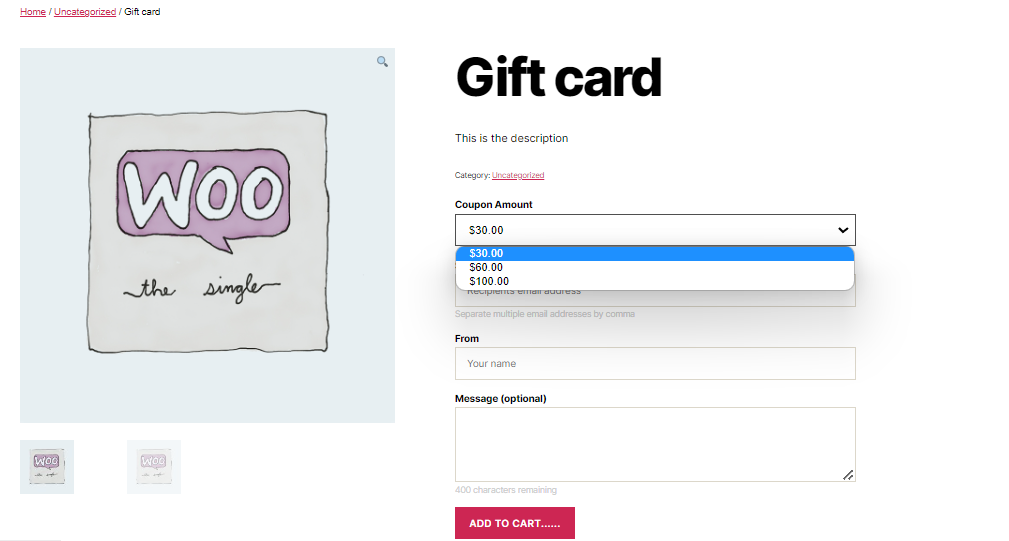 Home / Uncategorized / Gift card
WOO
the single
WOO
WOO
Gift card
This is the description
Category: Uncategorized
Coupon Amount
$30.00
$30.00
$60.00
$100.00
Recipients email address
Separate multiple email addresses by comma
From
Your name
Message (optional)
400 characters remaining
ADD TO CART......